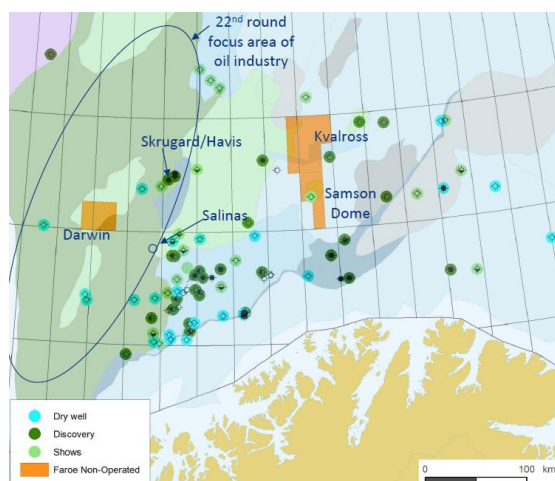 22nd round
focus area of
oil industry
Skrugard/Havis
Kvalross
Samson
Dome
Salinas
Darwin
Dry well
Discovery
Shows
Faroe Non-Operated
0 100 km